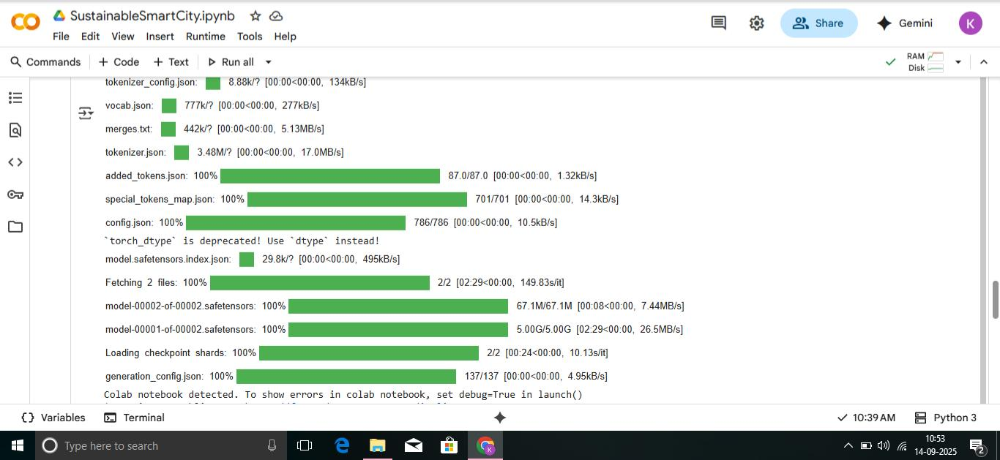 SustainableSmartCity.ipynb
File Edit View Insert Runtime Tools Help
Share
Gemini
K
Commands + Code + Text Run all
RAM
Disk
tokenizer_config.json: 8.88k/? [00:00<00:00, 134kB/s]
vocab.json: 777k/? [00:00<00:00, 277kB/s]
merges.txt: 442k/? [00:00<00:00, 5.13MB/s]
tokenizer.json: 3.48M/? [00:00<00:00, 17.0MB/s]
added_tokens.json: 100% 87.0/87.0 [00:00<00:00, 1.32kB/s]
special_tokens_map.json: 100% 701/701 [00:00<00:00, 14.3kB/s]
config.json: 100% 786/786 [00:00<00:00, 10.5kB/s]
`torch_dtype` is deprecated! Use `dtype` instead!
model.safetensors.index.json: 29.8k/? [00:00<00:00, 495kB/s]
Fetching 2 files: 100% 2/2 [02:29<00:00, 149.83s/it]
model-00002-of-00002.safetensors: 100% 67.1M/67.1M [00:08<00:00, 7.44MB/s]
model-00001-of-00002.safetensors: 100% 5.00G/5.00G [02:29<00:00, 26.5MB/s]
Loading checkpoint shards: 100% 2/2 [00:24<00:00, 10.13s/it]
generation_config.json: 100% 137/137 [00:00<00:00, 4.95kB/s]
Colab notebook detected. To show errors in colab notebook, set debug=True in launch()
Variables Terminal 10:39 AM Python 3
Type here to search
10:53
14-09-2025
2